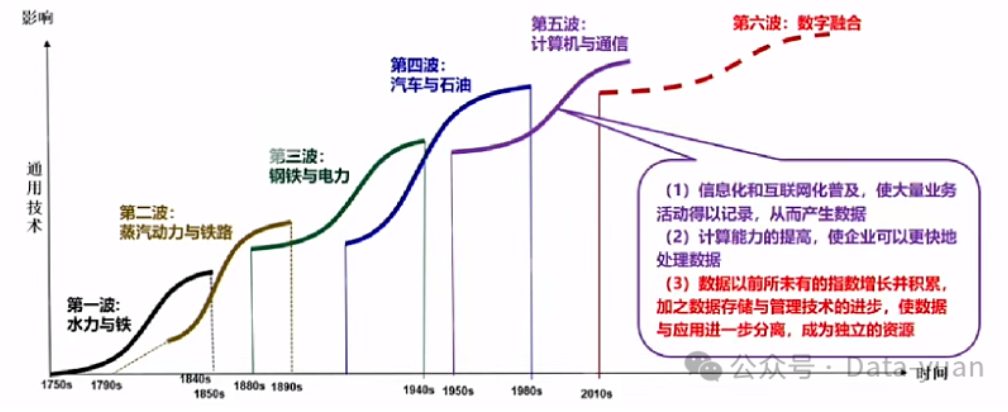 影响
通用技术
第一波：
水力与铁
第二波：
蒸汽动力与铁路
第三波：
钢铁与电力
第四波：
汽车与石油
第五波：
计算机与通信
第六波：数字融合
（1）信息化和互联网化普及，使大量业务
活动得以记录，从而产生数据
（2）计算能力的提高，使企业可以更快地
处理数据
（3）数据以前所未有的指数增长并积累，
加之数据存储与管理技术的进步，使数据
与应用进一步分离，成为独立的资源
1750s
1790s
1840s
1850s
1880s
1890s
1940s
1950s
1980s
2010s
时间
公众号 · Data-yuan